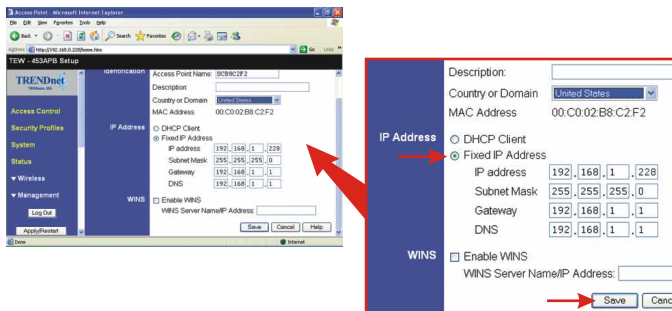 Access Point - Microsoft Internet Explorer
File Edit View Favorites Tools Help
Back Search Favorites
Address http://192.168.0.228/home.htm Go Links
TEW - 453APB Setup
TRENDnet
Access Control
Security Profiles
System
Status
Wireless
Management
Log Out
Apply/Restart
Identification
Access Point Name: SCB8C2F2
Description:
Country or Domain United States
MAC Address 00:C0:02:B8:C2:F2
IP Address
DHCP Client
Fixed IP Address
IP address 192 . 168 . 1 . 228
Subnet Mask 255 . 255 . 255 . 0
Gateway 192 . 168 . 1 . 1
DNS 192 . 168 . 1 . 1
WINS
Enable WINS
WINS Server Name/IP Address:
Save Cancel Help
Done Internet
Description:
Country or Domain United States
MAC Address 00:C0:02:B8:C2:F2
IP Address
DHCP Client
Fixed IP Address
IP address 192 . 168 . 1 . 228
Subnet Mask 255 . 255 . 255 . 0
Gateway 192 . 168 . 1 . 1
DNS 192 . 168 . 1 . 1
WINS
Enable WINS
WINS Server Name/IP Address:
Save Canc